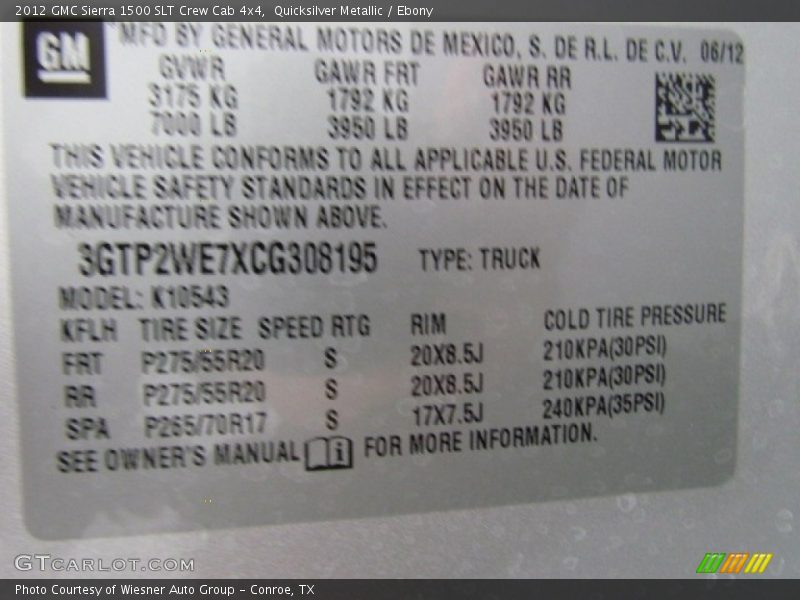 2012 GMC Sierra 1500 SLT Crew Cab 4x4, Quicksilver Metallic / Ebony
GM
MFD BY GENERAL MOTORS DE MEXICO, S. DE R.L. DE C.V. 06/12
GVWR GAWR FRT GAWR RR
3175 KG 1792 KG 1792 KG
7000 LB 3950 LB 3950 LB
THIS VEHICLE CONFORMS TO ALL APPLICABLE U.S. FEDERAL MOTOR
VEHICLE SAFETY STANDARDS IN EFFECT ON THE DATE OF
MANUFACTURE SHOWN ABOVE.
3GTP2WE7XCG308195 TYPE: TRUCK
MODEL: K10543
KFLH TIRE SIZE SPEED RTG RIM COLD TIRE PRESSURE
FRT P275/55R20 S 20X8.5J 210KPA(30PSI)
RR P275/55R20 S 20X8.5J 210KPA(30PSI)
SPA P265/70R17 S 17X7.5J 240KPA(35PSI)
SEE OWNER'S MANUAL FOR MORE INFORMATION.
GTCARLOT.COM
Photo Courtesy of Wiesner Auto Group - Conroe, TX